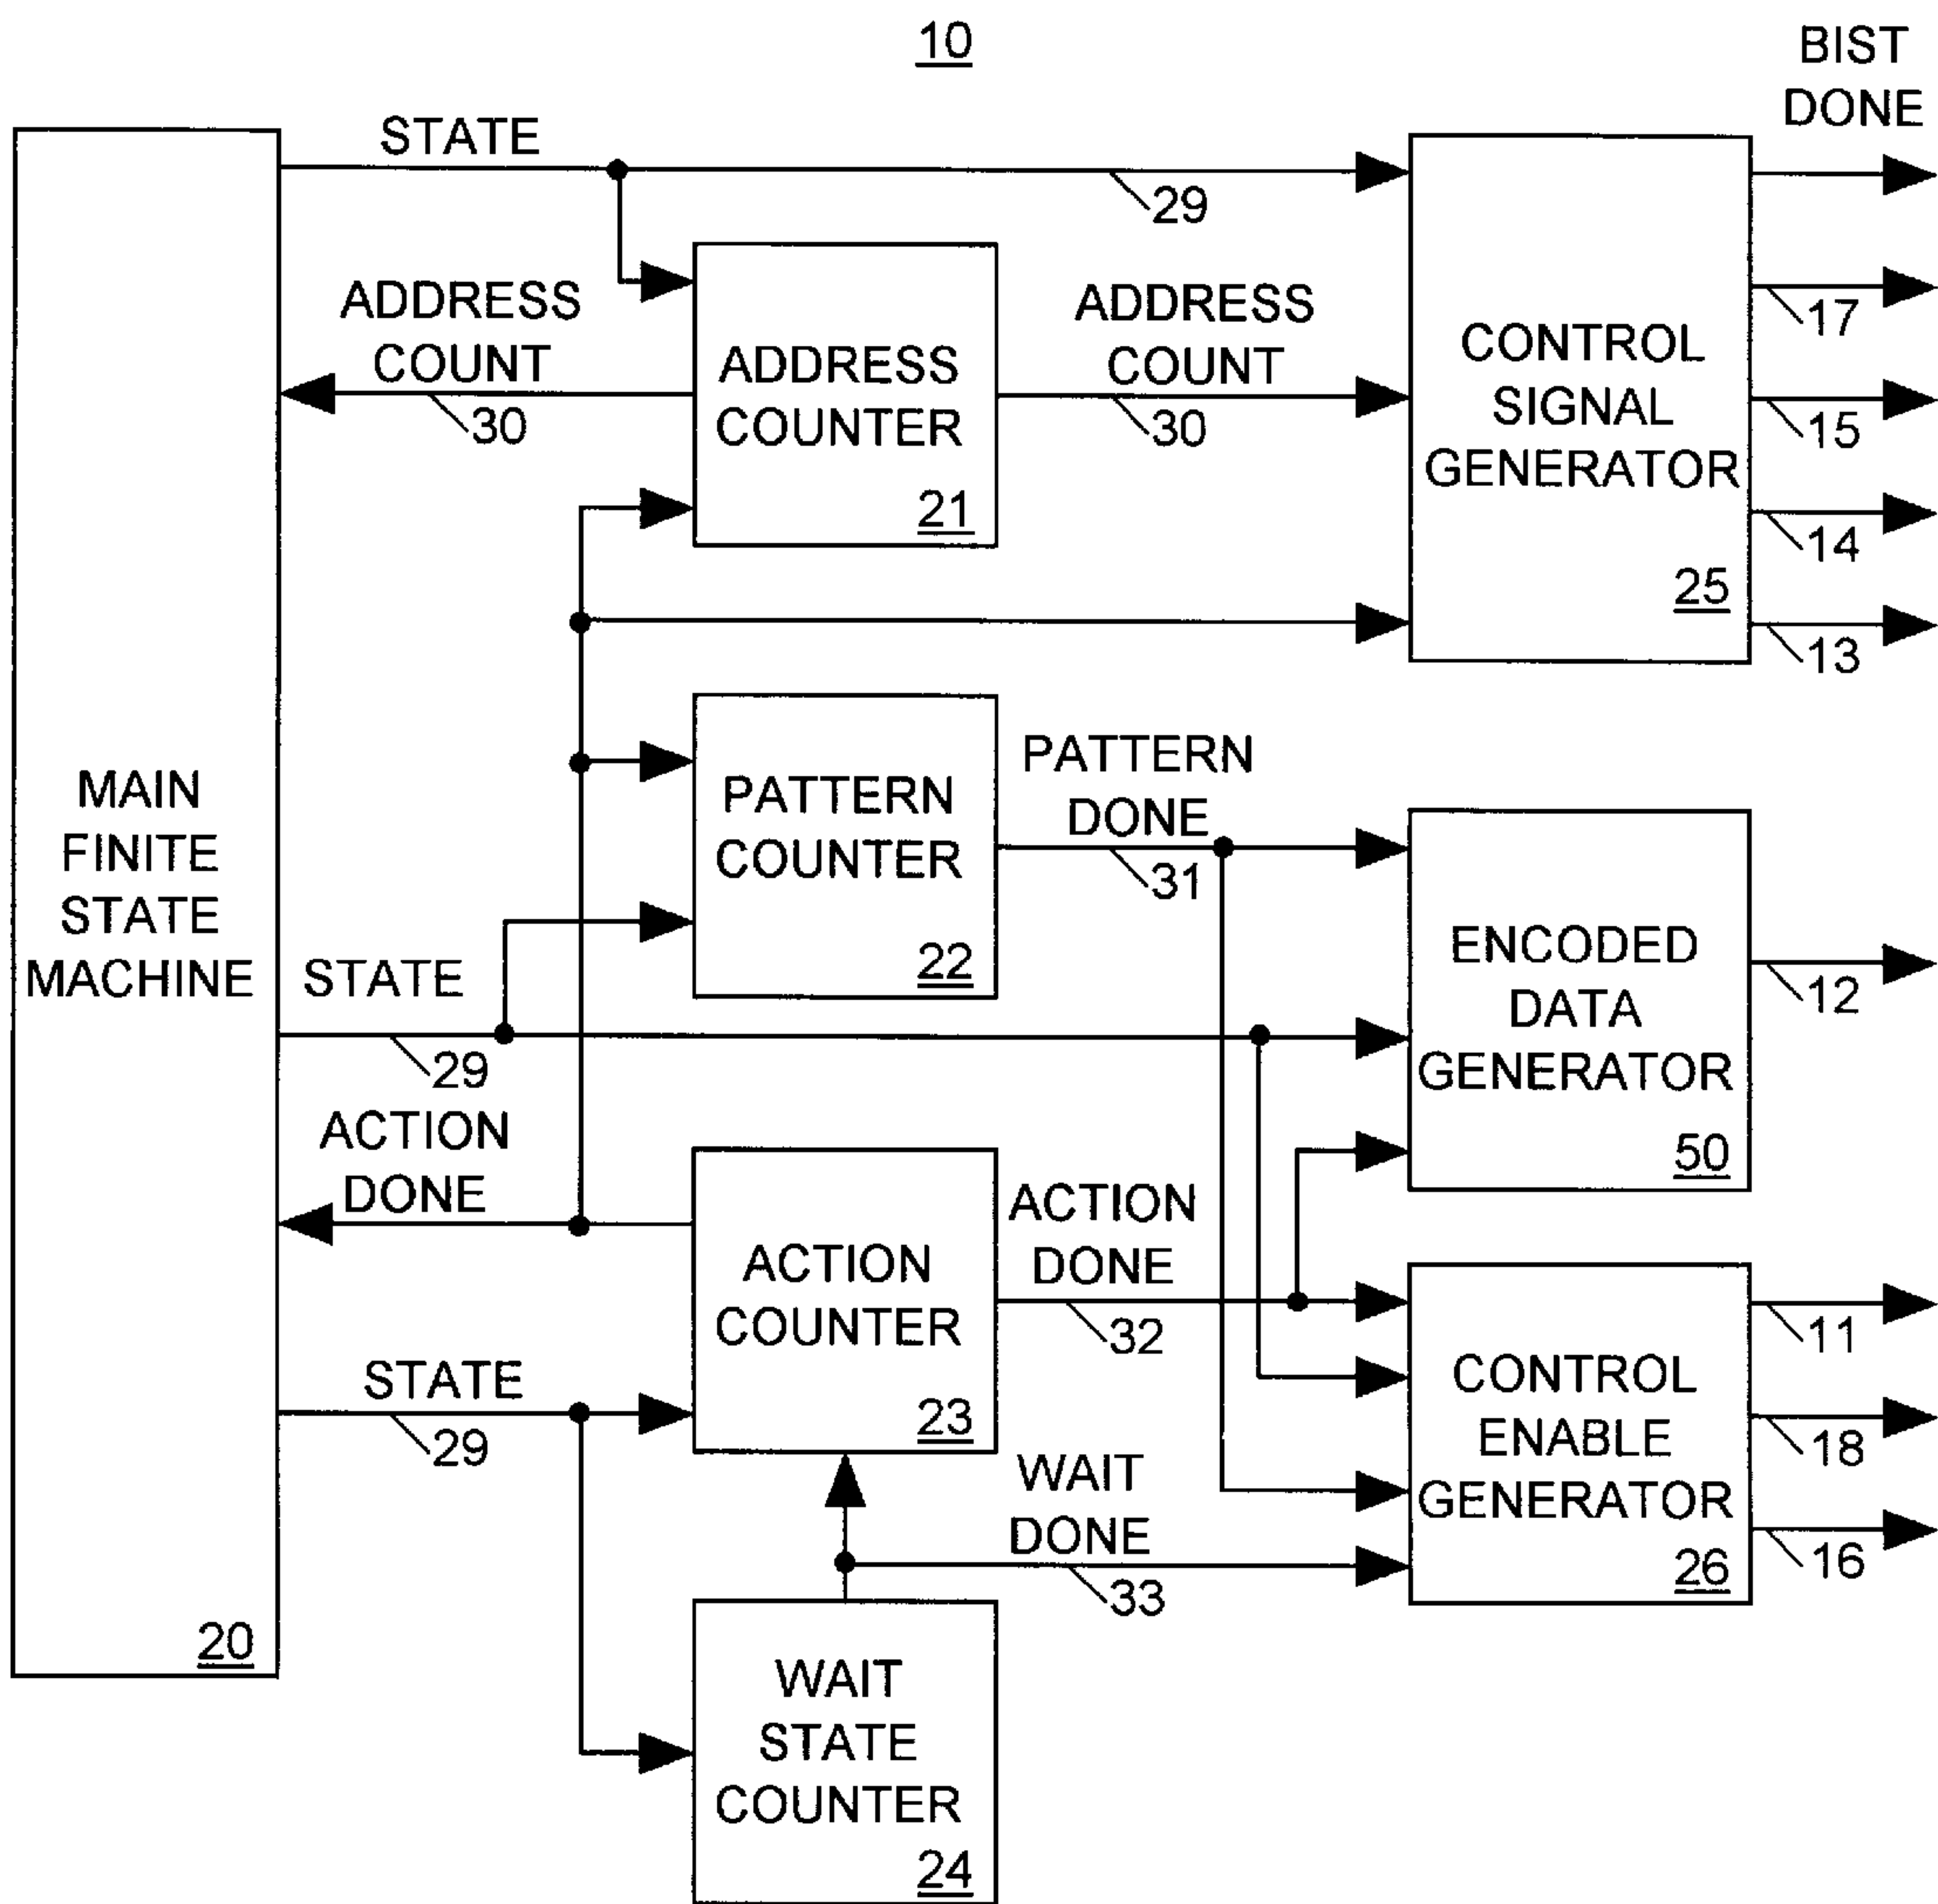 10
BIST
DONE
STATE
29
ADDRESS
COUNT
30
ADDRESS
COUNTER
21
ADDRESS
COUNT
30
CONTROL
SIGNAL
GENERATOR
25
17
15
14
13
MAIN
FINITE
STATE
MACHINE
20
PATTERN
COUNTER
22
PATTERN
DONE
31
ENCODED
DATA
GENERATOR
50
12
STATE
29
ACTION
DONE
ACTION
COUNTER
23
ACTION
DONE
32
CONTROL
ENABLE
GENERATOR
26
11
18
16
STATE
29
WAIT
DONE
33
WAIT
STATE
COUNTER
24